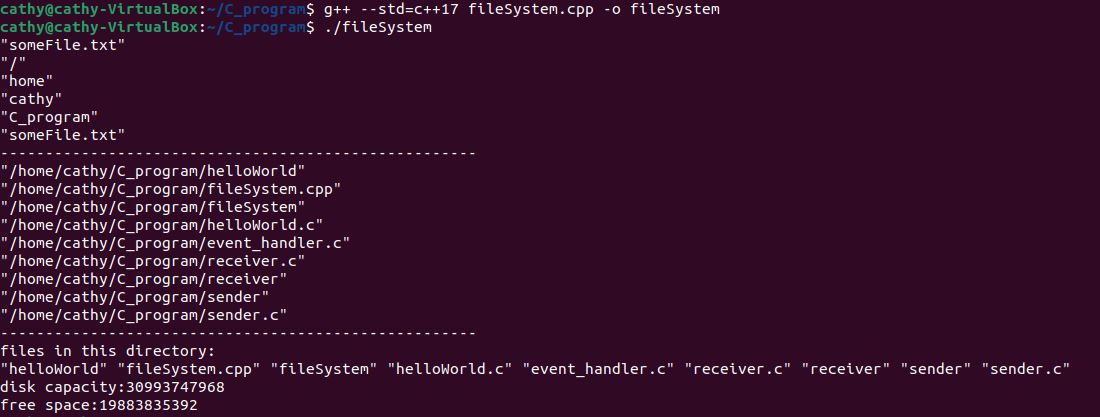 cathy@cathy-VirtualBox:~/C_program$ g++ --std=c++17 fileSystem.cpp -o fileSystem
cathy@cathy-VirtualBox:~/C_program$ ./fileSystem
"someFile.txt"
"/"
"home"
"cathy"
"C_program"
"someFile.txt"
-----------------------------------------------------
"/home/cathy/C_program/helloWorld"
"/home/cathy/C_program/fileSystem.cpp"
"/home/cathy/C_program/fileSystem"
"/home/cathy/C_program/helloWorld.c"
"/home/cathy/C_program/event_handler.c"
"/home/cathy/C_program/receiver.c"
"/home/cathy/C_program/receiver"
"/home/cathy/C_program/sender"
"/home/cathy/C_program/sender.c"
-----------------------------------------------------
files in this directory:
"helloWorld" "fileSystem.cpp" "fileSystem" "helloWorld.c" "event_handler.c" "receiver.c" "receiver" "sender" "sender.c"
disk capacity:30993747968
free space:19883835392